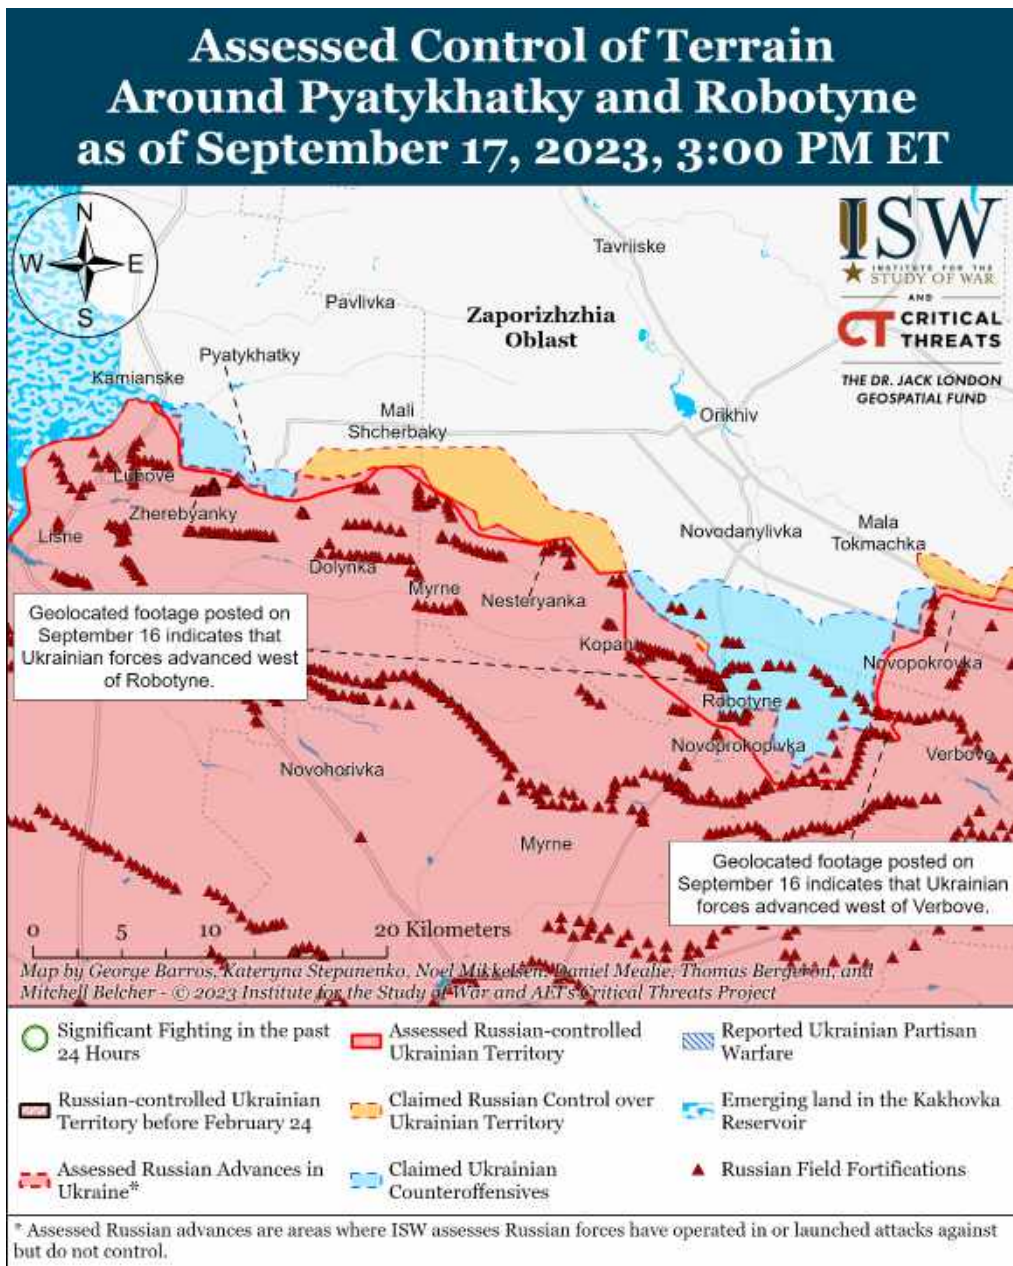 Assessed Control of Terrain
Around Pyatykhatky and Robotyne
as of September 17, 2023, 3:00 PM ET
N
W
E
S
ISW
INSTITUTE FOR THE
STUDY OF WAR
AND
CT CRITICAL
THREATS
THE DR. JACK LONDON
GEOSPATIAL FUND
Tavriiske
Pavlivka
Zaporizhzhia
Oblast
Pyatykhatky
Kamianske
Mali
Shcherbaky
Orikhiv
Lubove
Zherebyanky
Lisne
Novodanylivka
Mala
Tokmachka
Dolynka
Myrne
Nesteryanka
Geolocated footage posted on
September 16 indicates that
Ukrainian forces advanced west
of Robotyne.
Kopani
Novopokrovka
Robotyne
Novoprokopivka
Verbove
Novohorivka
Myrne
Geolocated footage posted on
September 16 indicates that Ukrainian
forces advanced west of Verbove.
0 5 10 20 Kilometers
Map by George Barros, Kateryna Stepanenko, Noel Mikkelsen, Daniel Mealie, Thomas Bergeron, and
Mitchell Belcher - © 2023 Institute for the Study of War and AEI's Critical Threats Project
Significant Fighting in the past
24 Hours
Assessed Russian-controlled
Ukrainian Territory
Reported Ukrainian Partisan
Warfare
Russian-controlled Ukrainian
Territory before February 24
Claimed Russian Control over
Ukrainian Territory
Emerging land in the Kakhovka
Reservoir
Assessed Russian Advances in
Ukraine*
Claimed Ukrainian
Counteroffensives
Russian Field Fortifications
* Assessed Russian advances are areas where ISW assesses Russian forces have operated in or launched attacks against
but do not control.